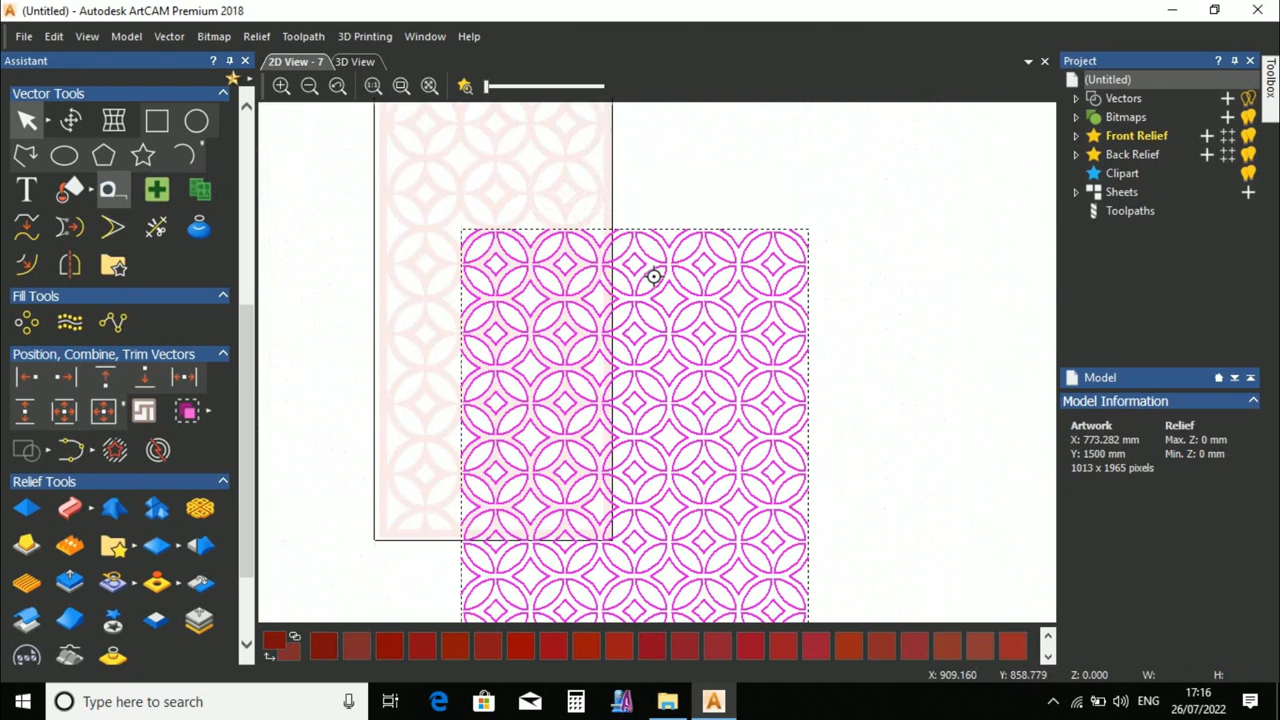 (Untitled) - Autodesk ArtCAM Premium 2018
File Edit View Model Vector Bitmap Relief Toolpath 3D Printing Window Help
Assistant
2D View - 7 3D View
Vector Tools
Fill Tools
Position, Combine, Trim Vectors
Relief Tools
Project
(Untitled)
Vectors
Bitmaps
Front Relief
Back Relief
Clipart
Sheets
Toolpaths
Toolbox
Model
Model Information
Artwork Relief
X: 773.282 mm Max. Z: 0 mm
Y: 1500 mm Min. Z: 0 mm
1013 x 1965 pixels
X: 909.160 Y: 858.779 Z: 0.000 W: H:
Type here to search
ENG
17:16
26/07/2022